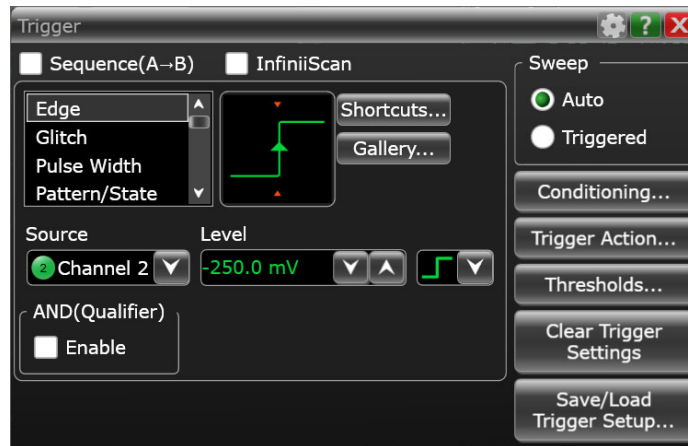 Trigger
?
X
Sequence(A→B)
InfiniiScan
Sweep
Edge
Glitch
Pulse Width
Pattern/State
Shortcuts...
Gallery...
Auto
Triggered
Conditioning...
Source
Level
Trigger Action...
2 Channel 2
-250.0 mV
Thresholds...
AND(Qualifier)
Enable
Clear Trigger
Settings
Save/Load
Trigger Setup...